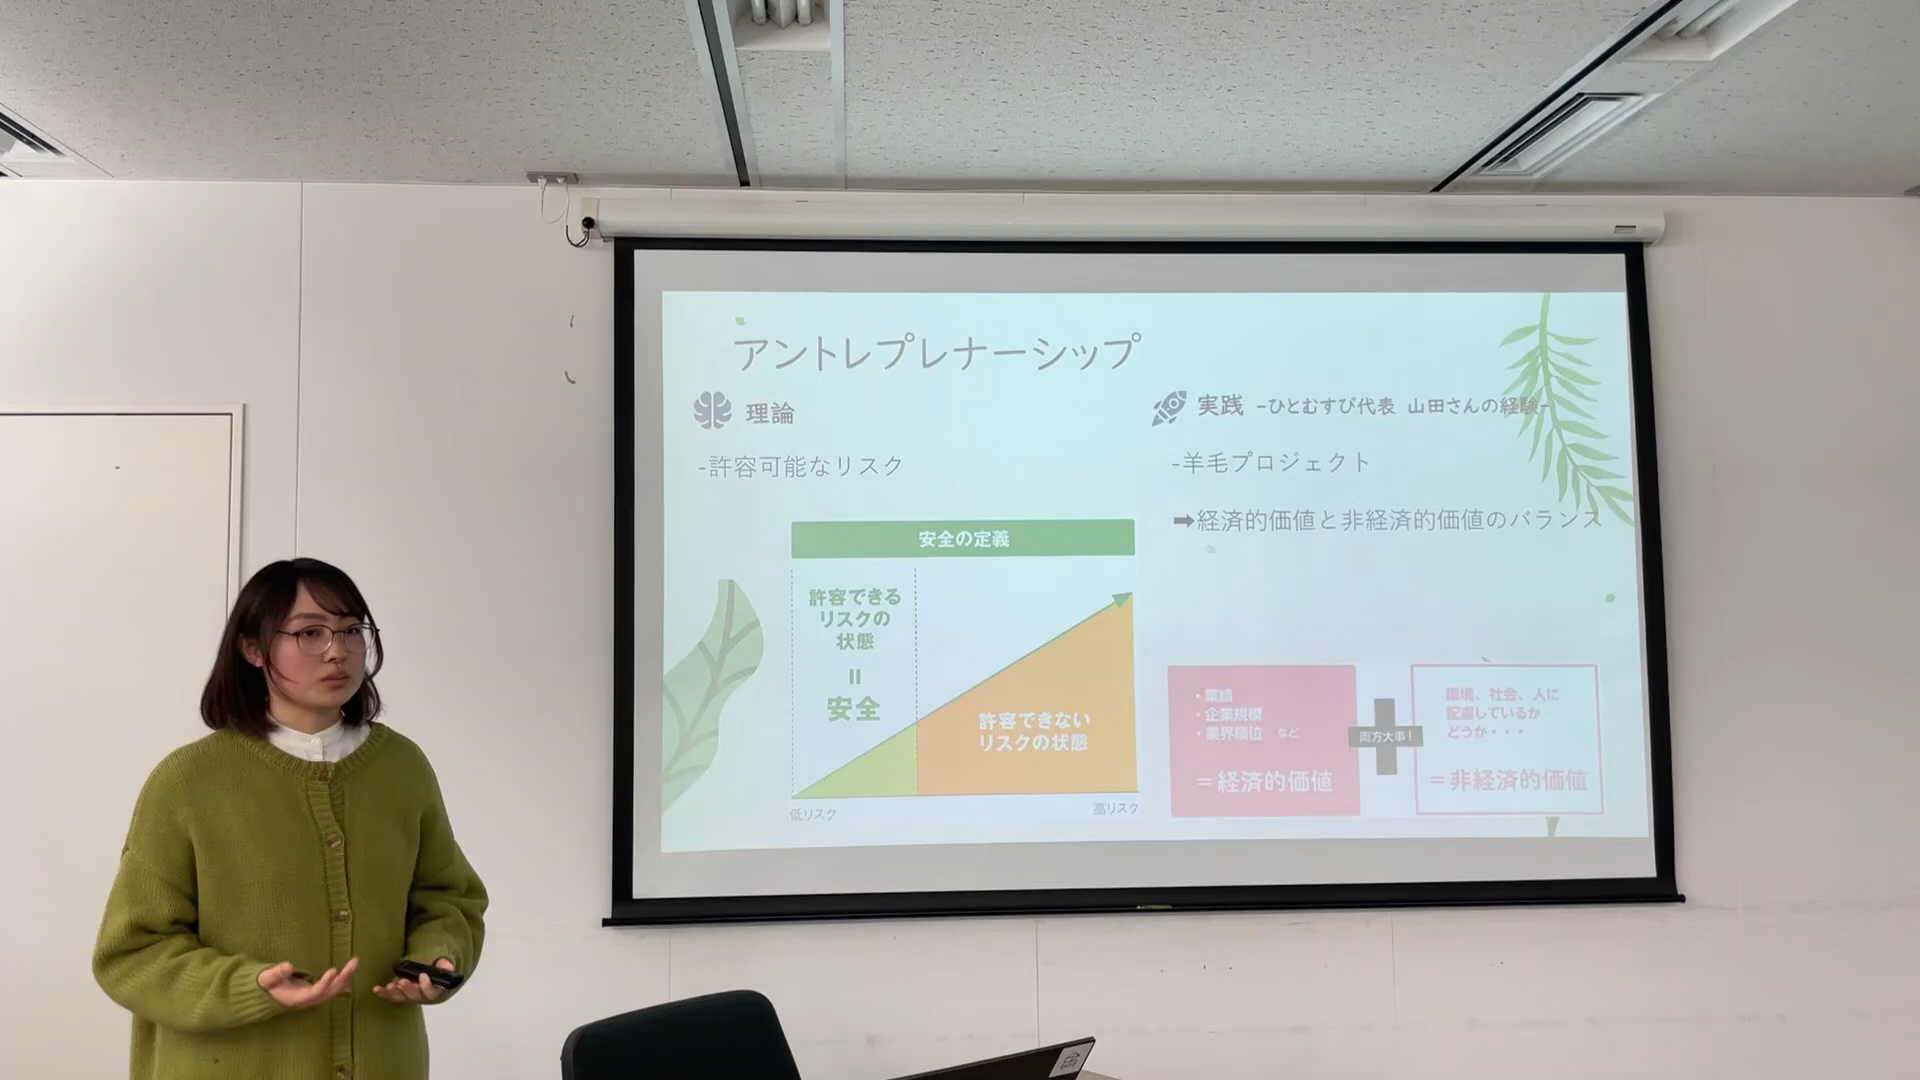 アントレプレナーシップ
理論
-許容可能なリスク
安全の定義
許容できる
リスクの
状態
=
安全
許容できない
リスクの状態
低リスク
高リスク
実践 -ひとむすび代表 山田さんの経験-
-羊毛プロジェクト
➡経済的価値と非経済的価値のバランス
・業績
・企業規模
・業界順位 など
=経済的価値
両方大事!
環境、社会、人に
配慮しているか
どうか・・・
=非経済的価値